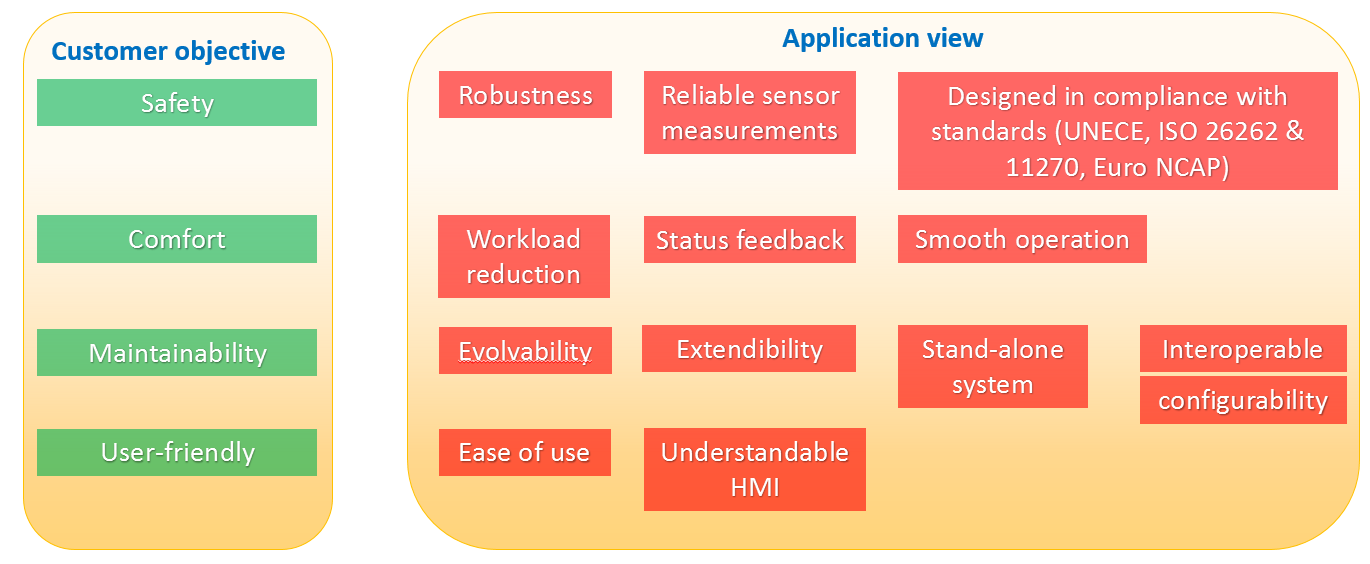 Customer objective
Safety
Comfort
Maintainability
User-friendly
Application view
Robustness
Reliable sensor
measurements
Designed in compliance with
standards (UNECE, ISO 26262 &
11270, Euro NCAP)
Workload
reduction
Status feedback
Smooth operation
Evolvability
Extendibility
Stand-alone
system
Interoperable
configurability
Ease of use
Understandable
HMI